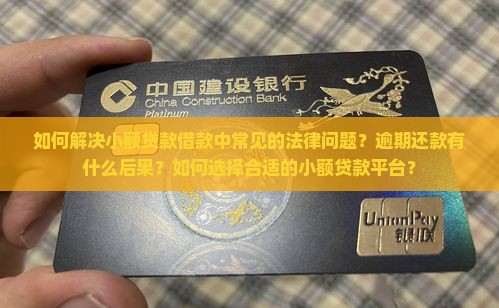 中国建设银行
China Construction Bank
Platinum
如何解决小额贷款借款中常见的法律问题？逾期还款有
什么后果？如何选择合适的小额贷款平台？
UnionPay
银联